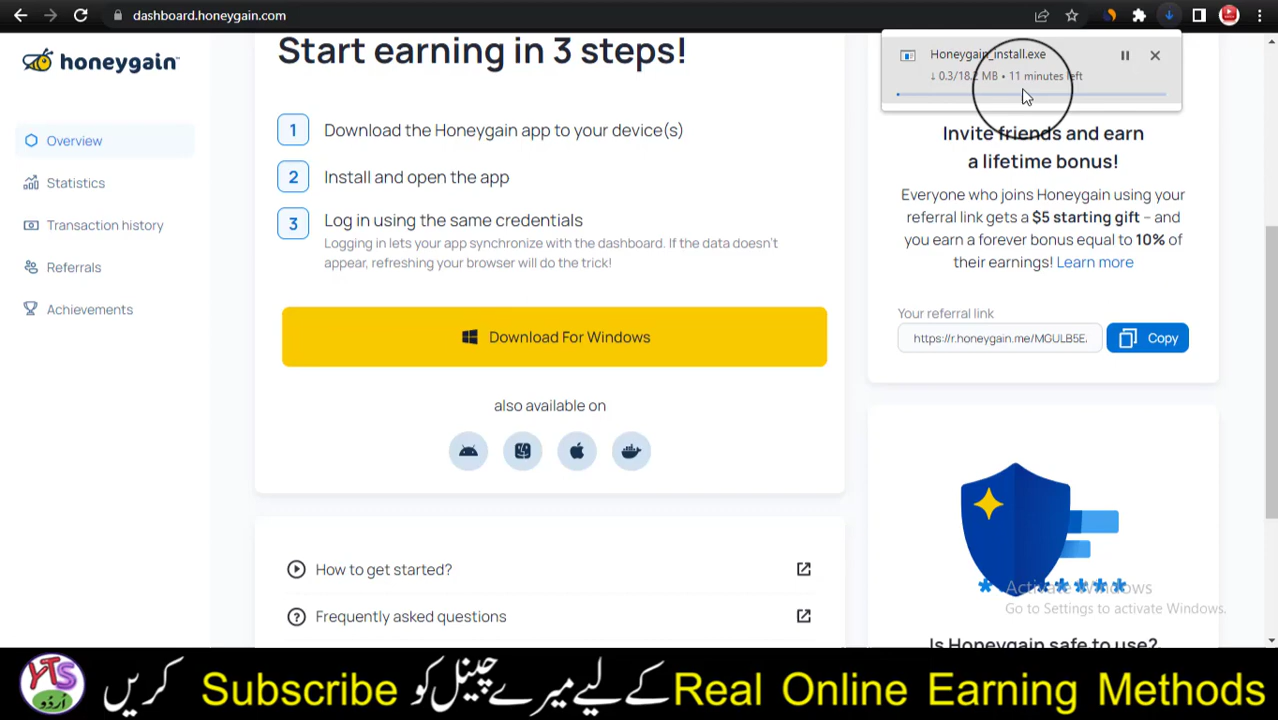 dashboard.honeygain.com
honeygain
Overview
Statistics
Transaction history
Referrals
Achievements
Start earning in 3 steps!
1 Download the Honeygain app to your device(s)
2 Install and open the app
3 Log in using the same credentials
Logging in lets your app synchronize with the dashboard. If the data doesn't
appear, refreshing your browser will do the trick!
Download For Windows
also available on
How to get started?
Frequently asked questions
Honeygain_install.exe
↓ 0.3/18.2 MB • 11 minutes left
Invite friends and earn
a lifetime bonus!
Everyone who joins Honeygain using your
referral link gets a $5 starting gift – and
you earn a forever bonus equal to 10% of
their earnings! Learn more
Your referral link
https://r.honeygain.me/MGULB5E
Copy
Activate Windows
Go to Settings to activate Windows.
Is Honeygain safe to use?
YTS
اردو
Real Online Earning Methods کے لیے میرے چینل کو Subscribe کریں